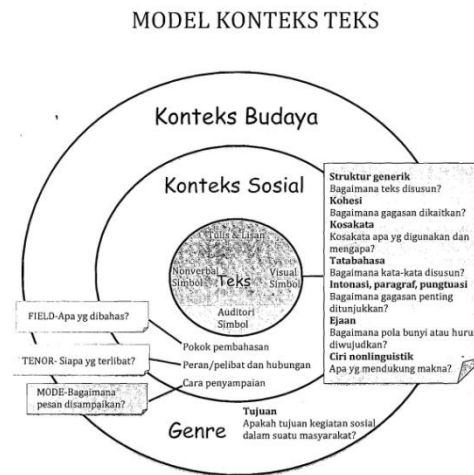 MODEL KONTEKS TEKS
Konteks Budaya
Konteks Sosial
Tulis & Lisan
Nonverbal
Simbol
Teks
Visual
Simbol
Auditori
Simbol
FIELD-Apa yg dibahas?
TENOR- Siapa yg terlibat?
MODE-Bagaimana
pesan disampaikan?
Pokok pembahasan
Peran/pelibat dan hubungan
Cara penyampaian
Genre
Tujuan
Apakah tujuan kegiatan sosial
dalam suatu masyarakat?
Struktur generik
Bagaimana teks disusun?
Kohesi
Bagaimana gagasan dikaitkan?
Kosakata
Kosakata apa yg digunakan dan
mengapa?
Tatabahasa
Bagaimana kata-kata disusun?
Intonasi, paragraf, pungtuasi
Bagaimana gagasan penting
ditunjukkan?
Ejaan
Bagaimana pola bunyi atau huru
diwujudkan?
Ciri nonlinguistik
Apa yg mendukung makna?